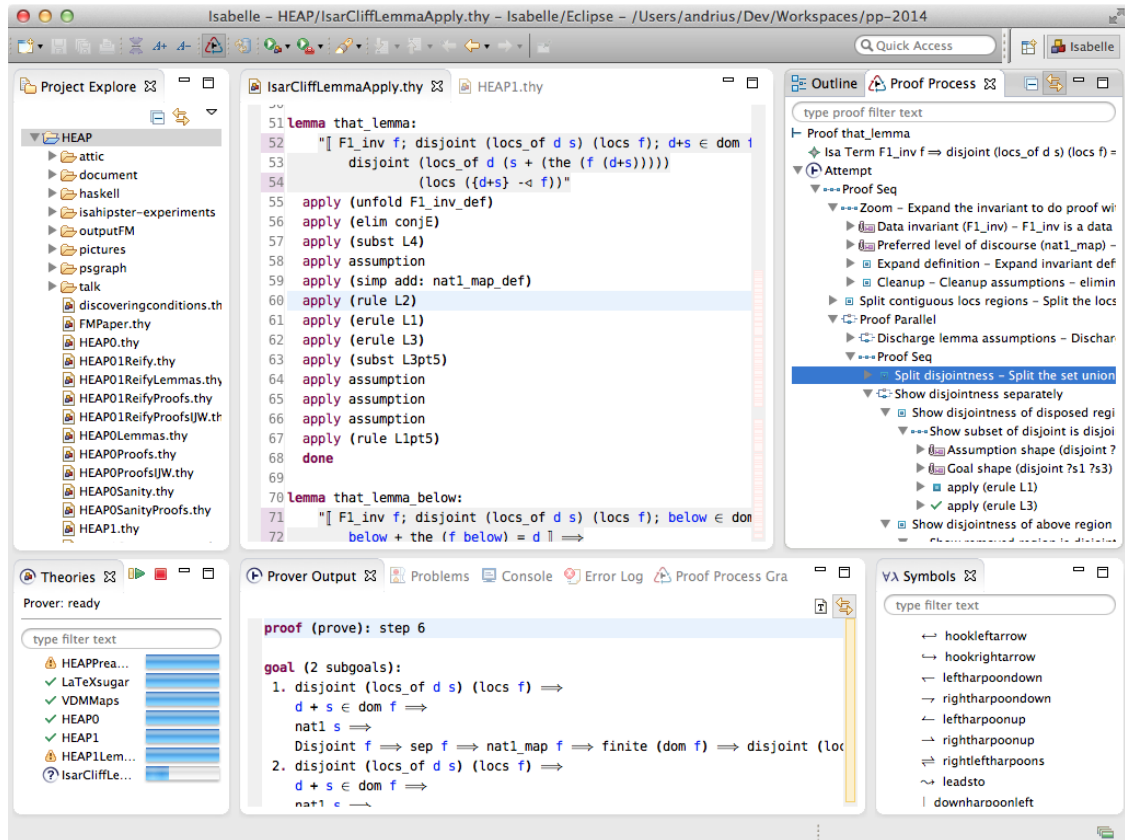 Isabelle – HEAP/IsarCliffLemmaApply.thy – Isabelle/Eclipse – /Users/andrius/Dev/Workspaces/pp-2014
A+ A-
Quick Access
Isabelle
Project Explore
HEAP
attic
document
haskell
isahipster-experiments
outputFM
pictures
psgraph
talk
discoveringconditions.th
FMPaper.thy
HEAP0.thy
HEAP01Reify.thy
HEAP01ReifyLemmas.thy
HEAP01ReifyProofs.thy
HEAP01ReifyProofsIJW.th
HEAP0Lemmas.thy
HEAP0Proofs.thy
HEAP0ProofsIJW.thy
HEAP0Sanity.thy
HEAP0SanityProofs.thy
HEAP1.thy
IsarCliffLemmaApply.thy
HEAP1.thy
50
51 lemma that_lemma:
52 "⟦ F1_inv f; disjoint (locs_of d s) (locs f); d+s ∈ dom f
53 disjoint (locs_of d (s + (the (f (d+s)))))
54 (locs ({d+s} -◁ f))"
55 apply (unfold F1_inv_def)
56 apply (elim conjE)
57 apply (subst L4)
58 apply assumption
59 apply (simp add: nat1_map_def)
60 apply (rule L2)
61 apply (erule L1)
62 apply (erule L3)
63 apply (subst L3pt5)
64 apply assumption
65 apply assumption
66 apply assumption
67 apply (rule L1pt5)
68 done
69
70 lemma that_lemma_below:
71 "⟦ F1_inv f; disjoint (locs_of d s) (locs f); below ∈ dom
72 below + the (f below) = d ⟧ ⟹
Outline
Proof Process
type proof filter text
⊢ Proof that_lemma
Isa Term F1_inv f ⟹ disjoint (locs_of d s) (locs f) =
Attempt
Proof Seq
Zoom – Expand the invariant to do proof wi
Data invariant (F1_inv) – F1_inv is a data
Preferred level of discourse (nat1_map) –
Expand definition – Expand invariant def
Cleanup – Cleanup assumptions – elimin
Split contiguous locs regions – Split the locs
Proof Parallel
Discharge lemma assumptions – Dischar
Proof Seq
Split disjointness – Split the set union
Show disjointness separately
Show disjointness of disposed regi
Show subset of disjoint is disjoi
Assumption shape (disjoint ?
Goal shape (disjoint ?s1 ?s3)
apply (erule L1)
apply (erule L3)
Show disjointness of above region
Show removed region is disjoint
Theories
Prover: ready
type filter text
HEAPPrea...
LaTeXsugar
VDMMaps
HEAP0
HEAP1
HEAP1Lem...
IsarCliffLe...
Prover Output
Problems
Console
Error Log
Proof Process Gra
proof (prove): step 6
goal (2 subgoals):
1. disjoint (locs_of d s) (locs f) ⟹
d + s ∈ dom f ⟹
nat1 s ⟹
Disjoint f ⟹ sep f ⟹ nat1_map f ⟹ finite (dom f) ⟹ disjoint (loc
2. disjoint (locs_of d s) (locs f) ⟹
d + s ∈ dom f ⟹
nat1 s ⟹
∀λ Symbols
type filter text
↩ hookleftarrow
↪ hookrightarrow
↽ leftharpoondown
⇁ rightharpoondown
↼ leftharpoonup
⇀ rightharpoonup
⇌ rightleftharpoons
↝ leadsto
downharpoonleft